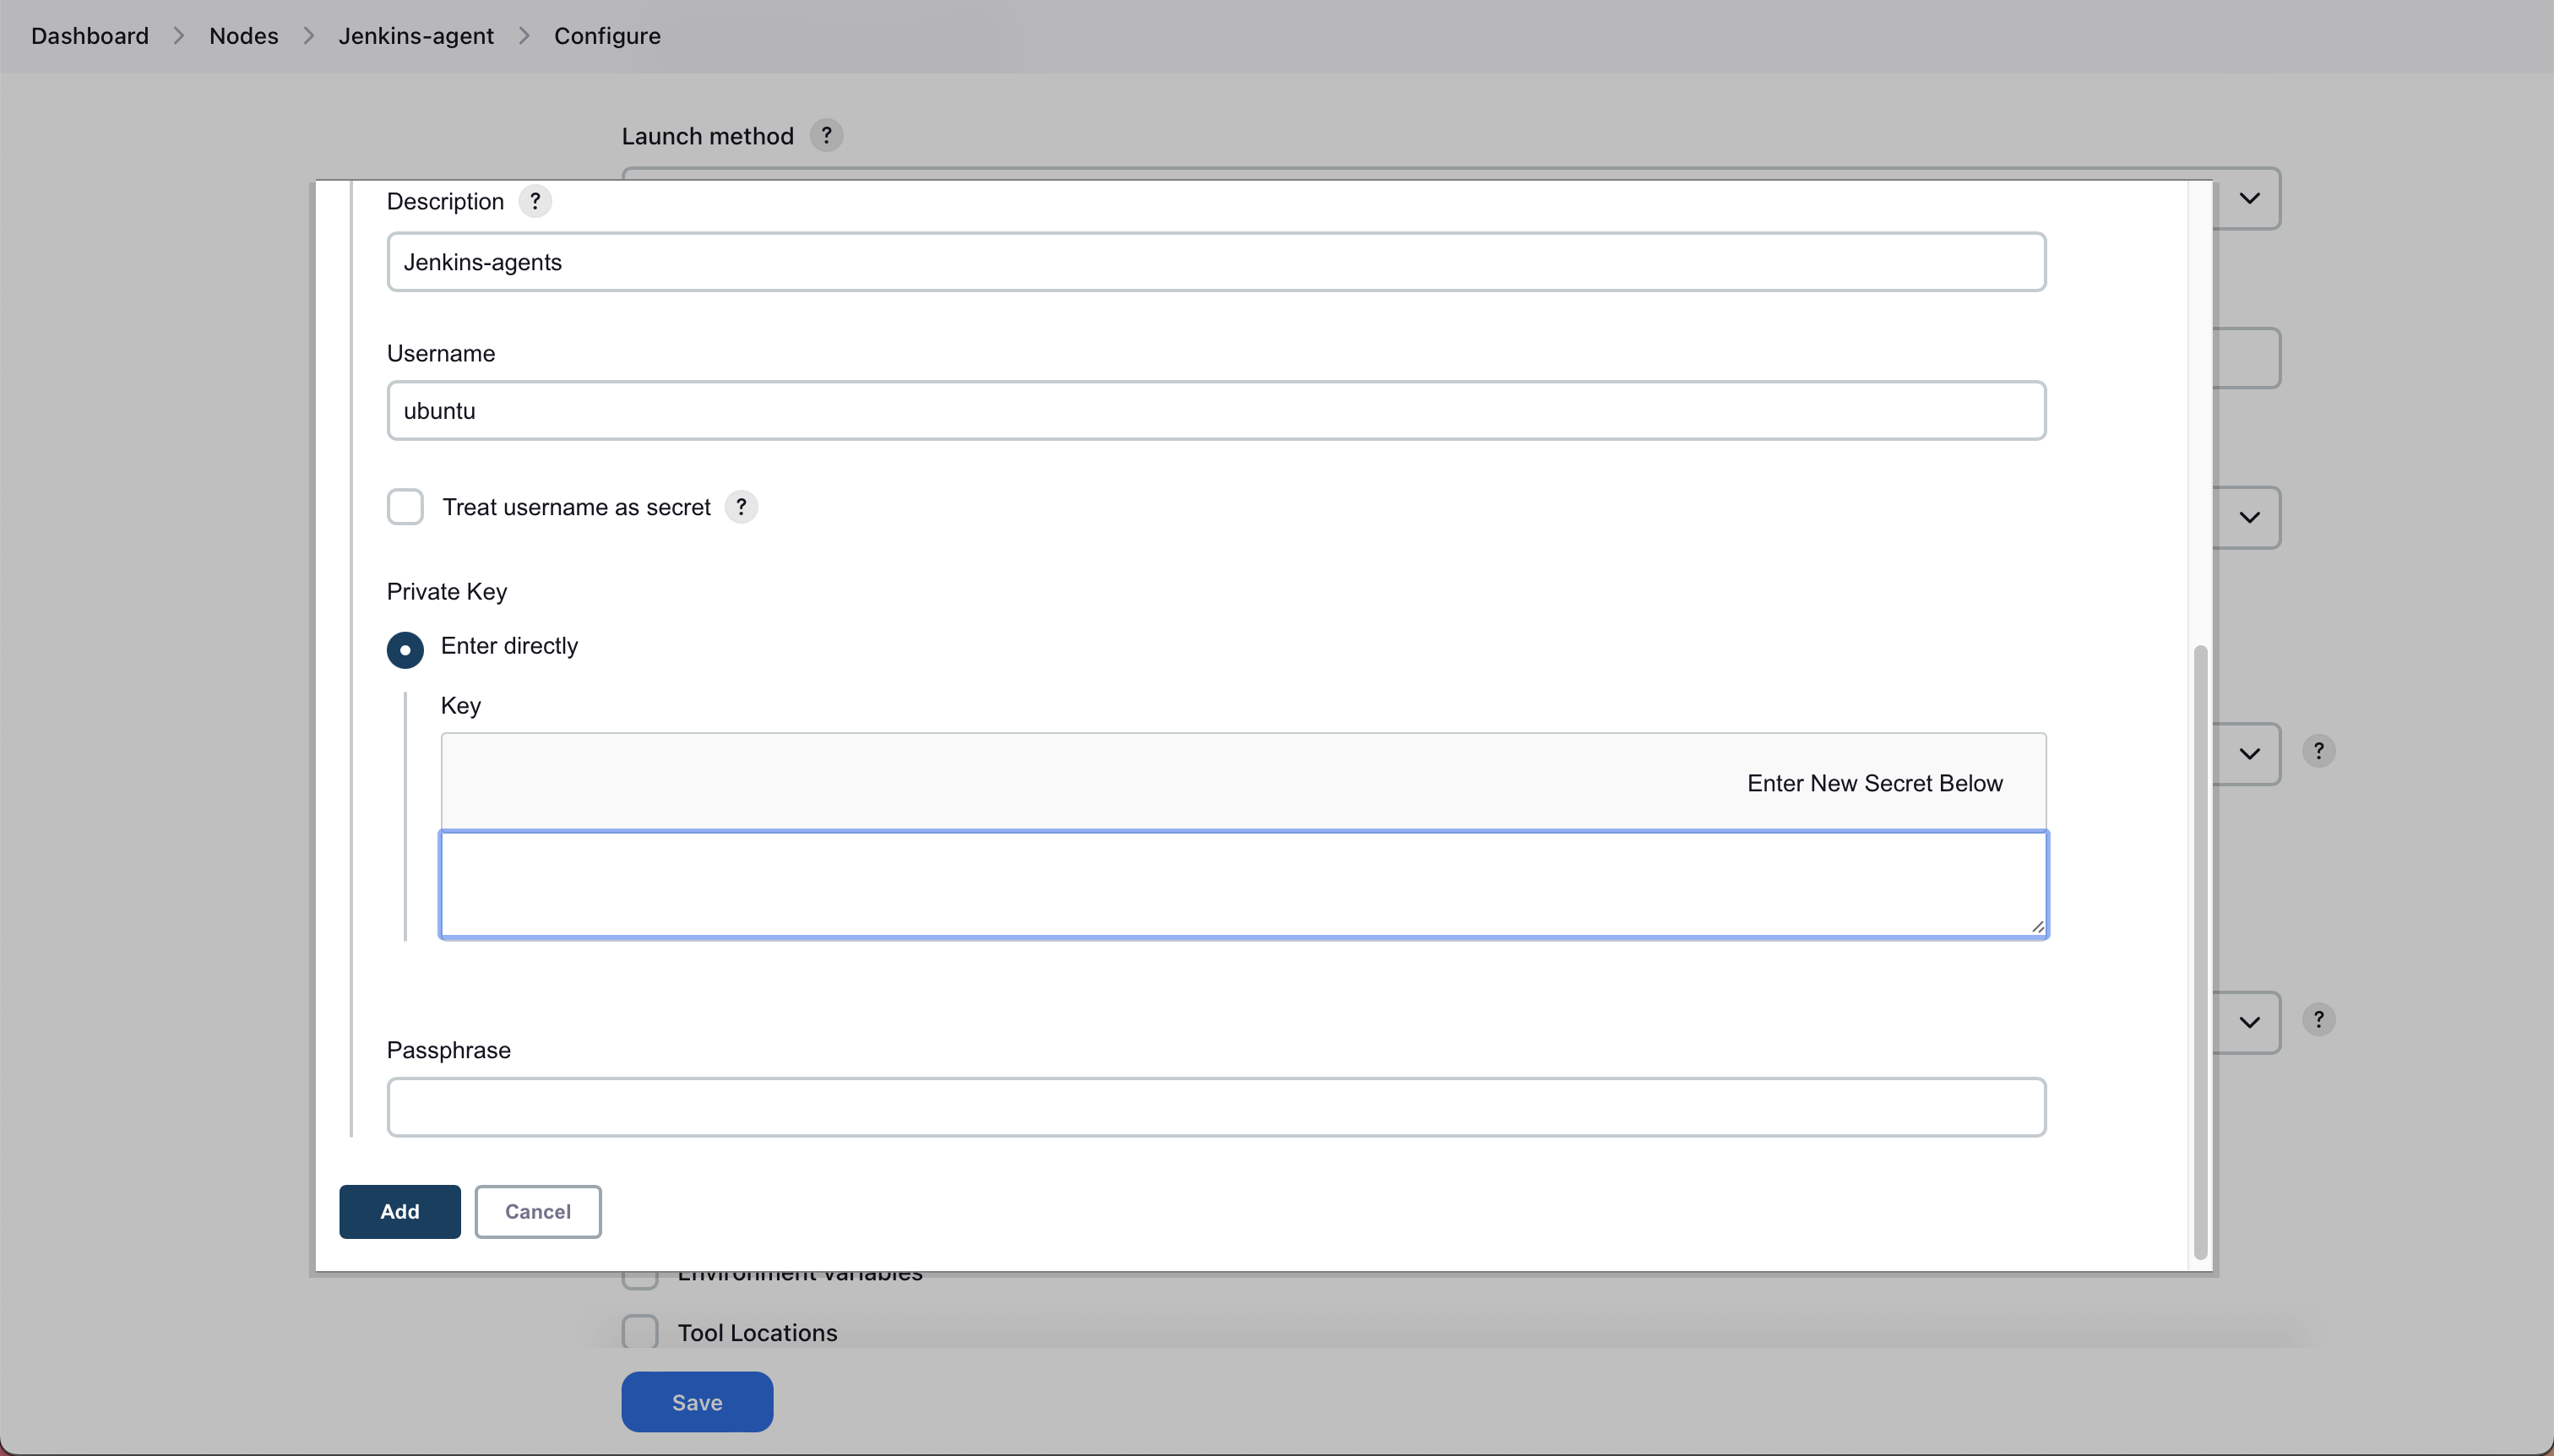 Dashboard > Nodes > Jenkins-agent > Configure
Launch method ?
Description ?
Jenkins-agents
Username
ubuntu
Treat username as secret ?
Private Key
Enter directly
Key
Enter New Secret Below
?
Passphrase
?
Add Cancel
Environment variables
Tool Locations
Save